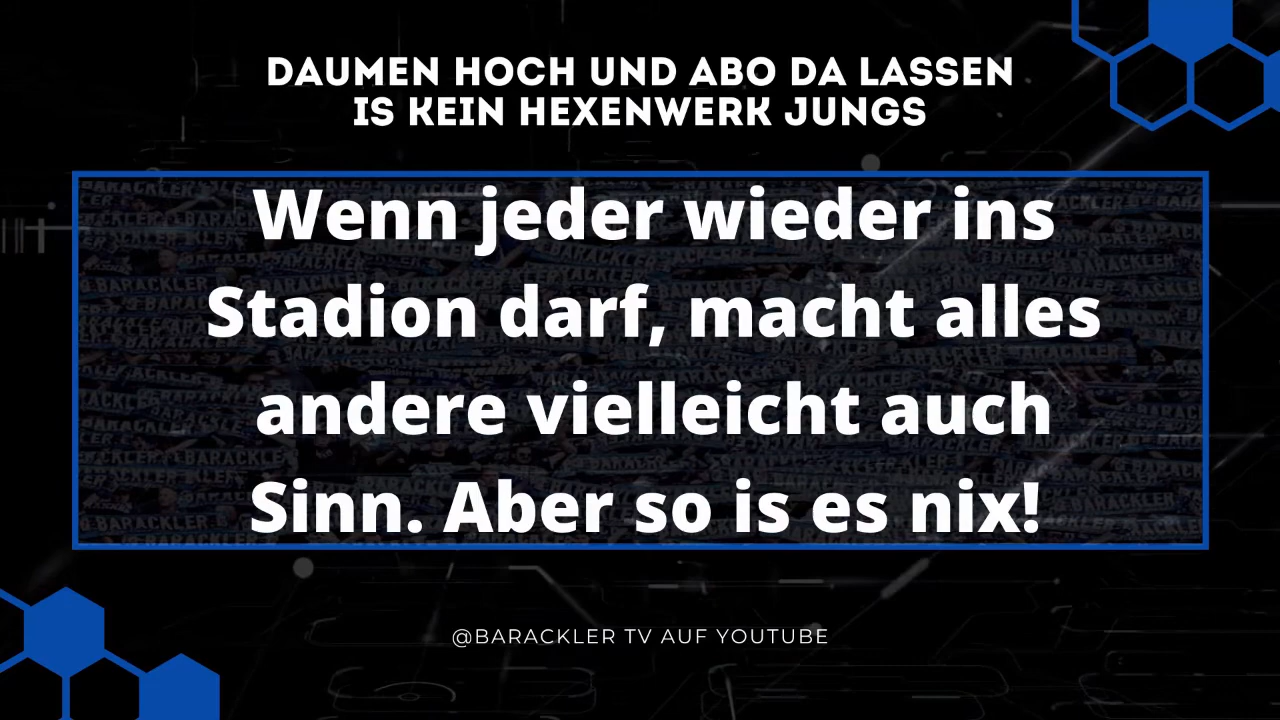 DAUMEN HOCH UND ABO DA LASSEN
IS KEIN HEXENWERK JUNGS
Wenn jeder wieder ins
Stadion darf, macht alles
andere vielleicht auch
Sinn. Aber so is es nix!
@BARACKLER TV AUF YOUTUBE